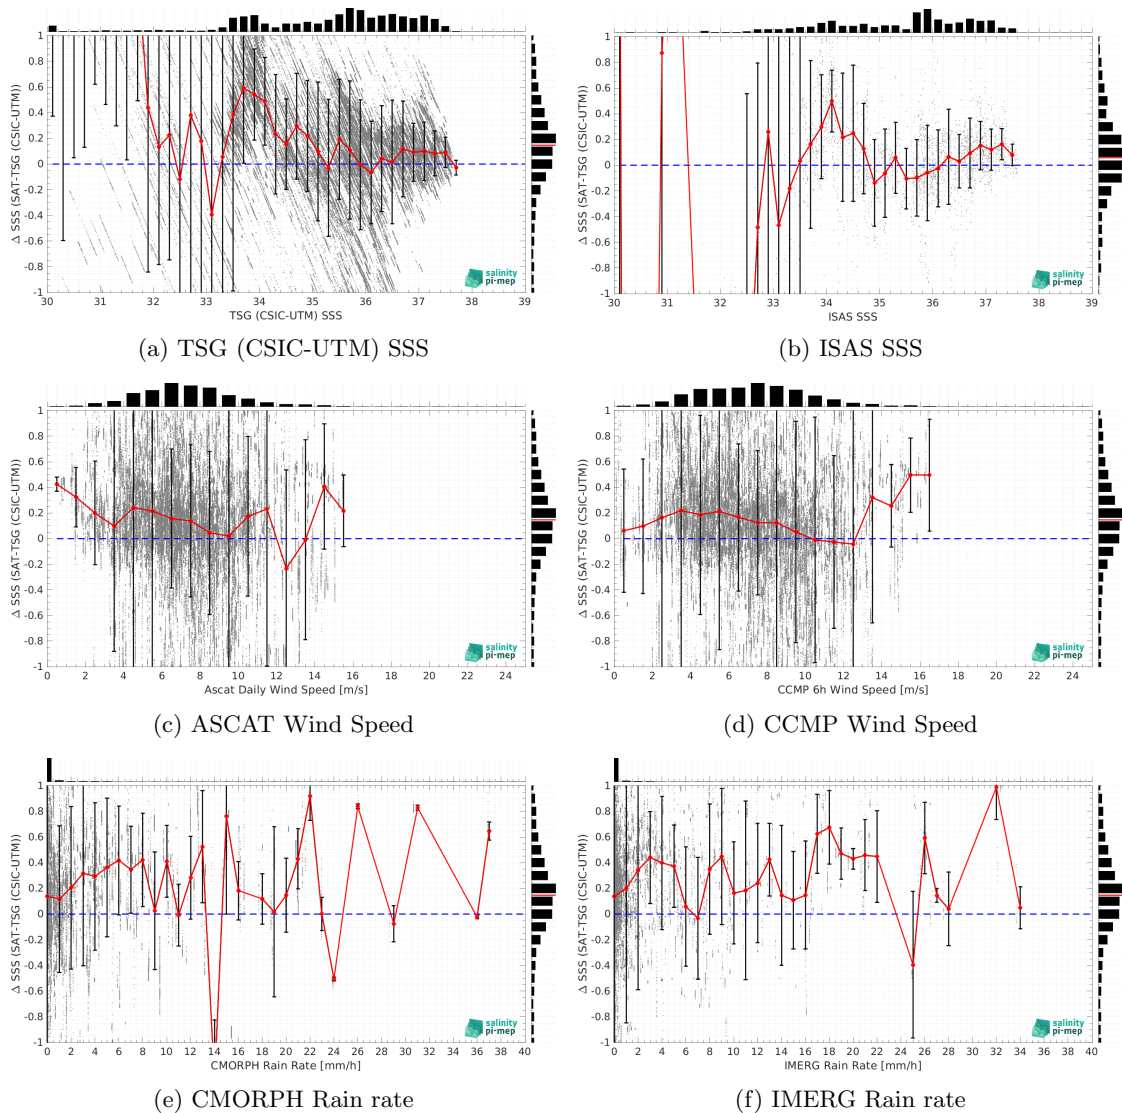 1
0.8
0.6
0.4
0.2
0
-0.2
-0.4
-0.6
-0.8
-1
Δ SSS (SAT-TSG (CSIC-UTM))
30 31 32 33 34 35 36 37 38 39
TSG (CSIC-UTM) SSS
salinity
pi-mep
(a) TSG (CSIC-UTM) SSS
1
0.8
0.6
0.4
0.2
0
-0.2
-0.4
-0.6
-0.8
-1
Δ SSS (SAT-TSG (CSIC-UTM))
30 31 32 33 34 35 36 37 38 39
ISAS SSS
salinity
pi-mep
(b) ISAS SSS
1
0.8
0.6
0.4
0.2
0
-0.2
-0.4
-0.6
-0.8
-1
Δ SSS (SAT-TSG (CSIC-UTM))
0 2 4 6 8 10 12 14 16 18 20 22 24
Ascat Daily Wind Speed [m/s]
salinity
pi-mep
(c) ASCAT Wind Speed
1
0.8
0.6
0.4
0.2
0
-0.2
-0.4
-0.6
-0.8
-1
Δ SSS (SAT-TSG (CSIC-UTM))
0 2 4 6 8 10 12 14 16 18 20 22 24
CCMP 6h Wind Speed [m/s]
salinity
pi-mep
(d) CCMP Wind Speed
1
0.8
0.6
0.4
0.2
0
-0.2
-0.4
-0.6
-0.8
-1
Δ SSS (SAT-TSG (CSIC-UTM))
0 2 4 6 8 10 12 14 16 18 20 22 24 26 28 30 32 34 36 38 40
CMORPH Rain Rate [mm/h]
salinity
pi-mep
(e) CMORPH Rain rate
1
0.8
0.6
0.4
0.2
0
-0.2
-0.4
-0.6
-0.8
-1
Δ SSS (SAT-TSG (CSIC-UTM))
0 2 4 6 8 10 12 14 16 18 20 22 24 26 28 30 32 34 36 38 40
IMERG Rain Rate [mm/h]
salinity
pi-mep
(f) IMERG Rain rate